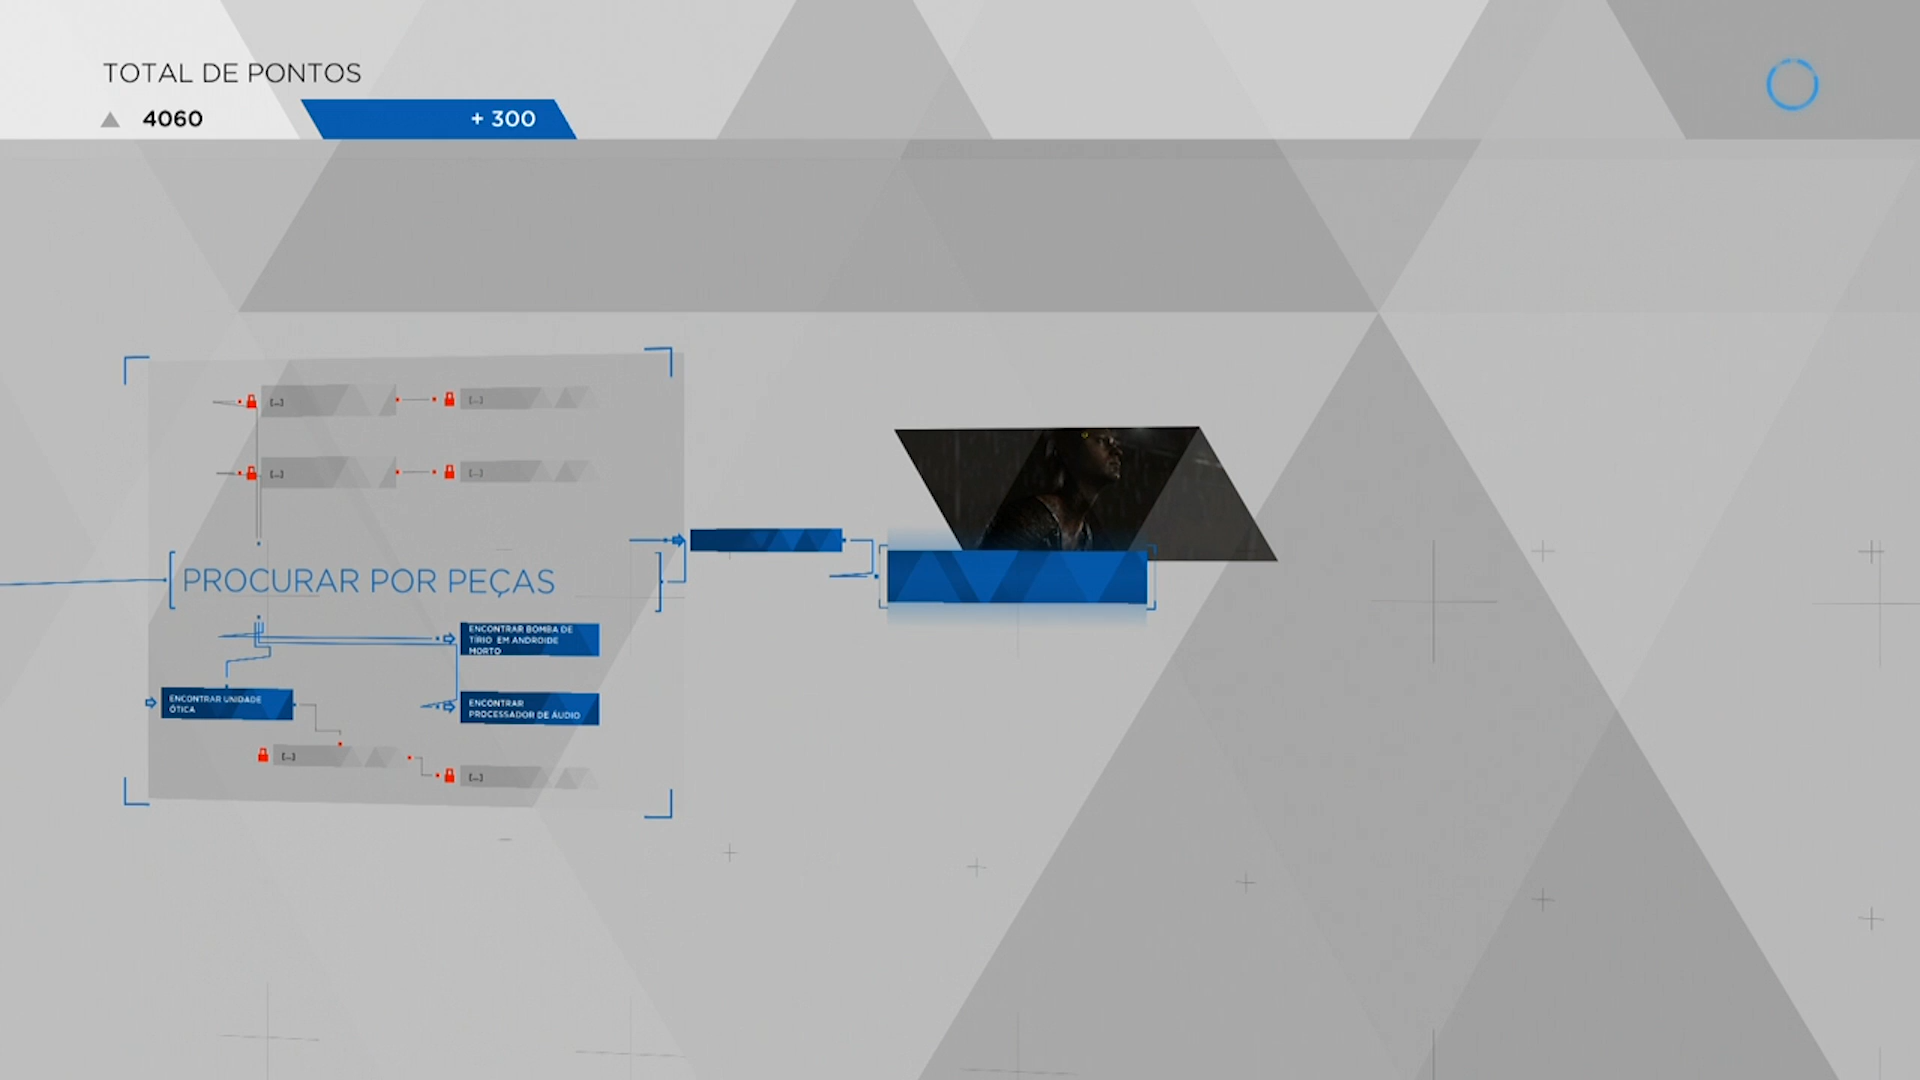 TOTAL DE PONTOS
4060
+ 300
[...]
[...]
[...]
[...]
PROCURAR POR PEÇAS
ENCONTRAR BOMBA DE
TÍRIO EM ANDROIDE
MORTO
ENCONTRAR UNIDADE
ÓTICA
ENCONTRAR
PROCESSADOR DE ÁUDIO
[...]
[...]